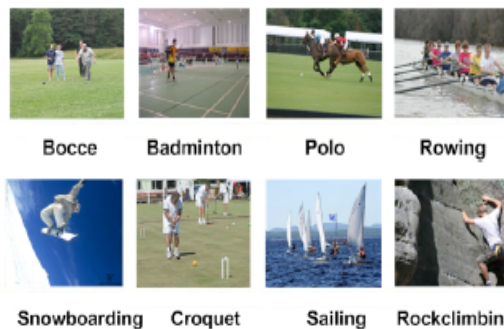 Bocce Badminton Polo Rowing
Snowboarding Croquet Sailing Rockclimbin